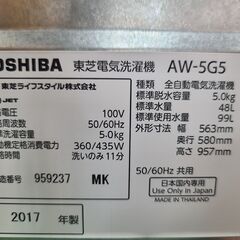 TOSHIBA 東芝電気洗濯機 AW-5G5
東芝ライフスタイル株式会社
JET
電圧 100V
周波数 50/60Hz
5.0kg
定格消費電力 360/435W
洗いのみ 11分
959237 MK
2017 年製
種類 全自動電気洗濯機
標準脱水容量 5.0kg
標準水量 48L
標準使用水量 99L
外形寸法 幅 563mm
奥行 580mm
高さ 957mm
50/60Hz 共用
日本国内専用
Use Only in Japan
MADE IN THAILAND